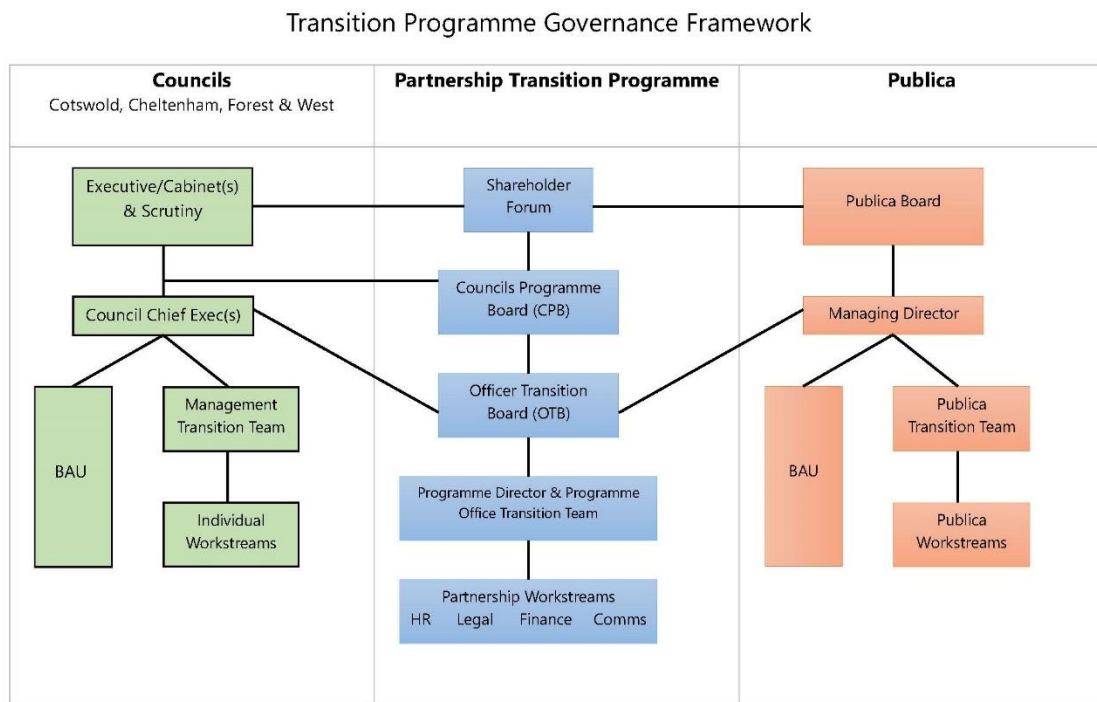 Transition Programme Governance Framework
Councils
Cotswold, Cheltenham, Forest & West
Partnership Transition Programme
Publica
Executive/Cabinet(s)
& Scrutiny
Shareholder
Forum
Publica Board
Councils Programme
Board (CPB)
Council Chief Exec(s)
Managing Director
Officer Transition
Board (OTB)
BAU
Management
Transition Team
Publica
Transition Team
BAU
Programme Director & Programme
Office Transition Team
Individual
Workstreams
Publica
Workstreams
Partnership Workstreams
HR Legal Finance Comms